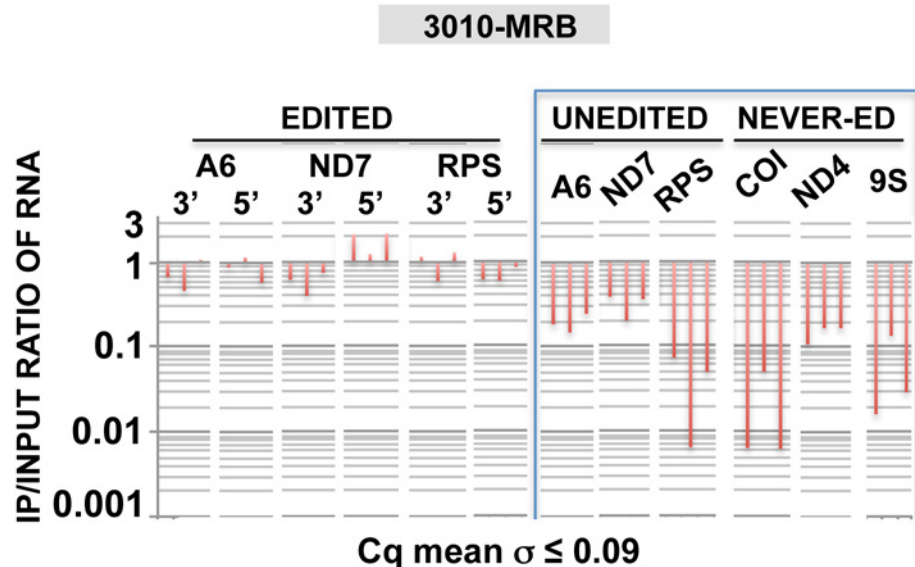 3010-MRB
EDITED
UNEDITED
NEVER-ED
A6
ND7
RPS
3’ 5’ 3’ 5’ 3’ 5’
A6
ND7
RPS
COI
ND4
9S
IP/INPUT RATIO OF RNA
3
1
0.1
0.01
0.001
Cq mean σ ≤ 0.09